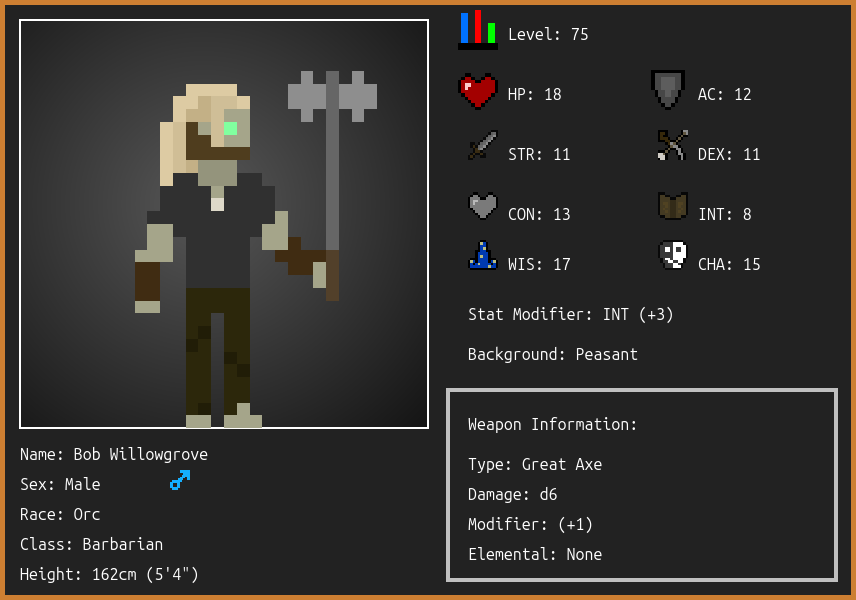 Level: 75
HP: 18
AC: 12
STR: 11
DEX: 11
CON: 13
INT: 8
WIS: 17
CHA: 15
Stat Modifier: INT (+3)
Background: Peasant
Weapon Information:
Type: Great Axe
Damage: d6
Modifier: (+1)
Elemental: None
Name: Bob Willowgrove
Sex: Male
Race: Orc
Class: Barbarian
Height: 162cm (5'4")